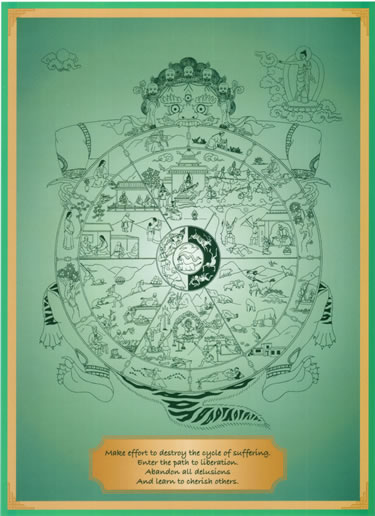 Make effort to destroy the cycle of suffering.
Enter the path to liberation.
Abandon all delusions
And learn to cherish others.